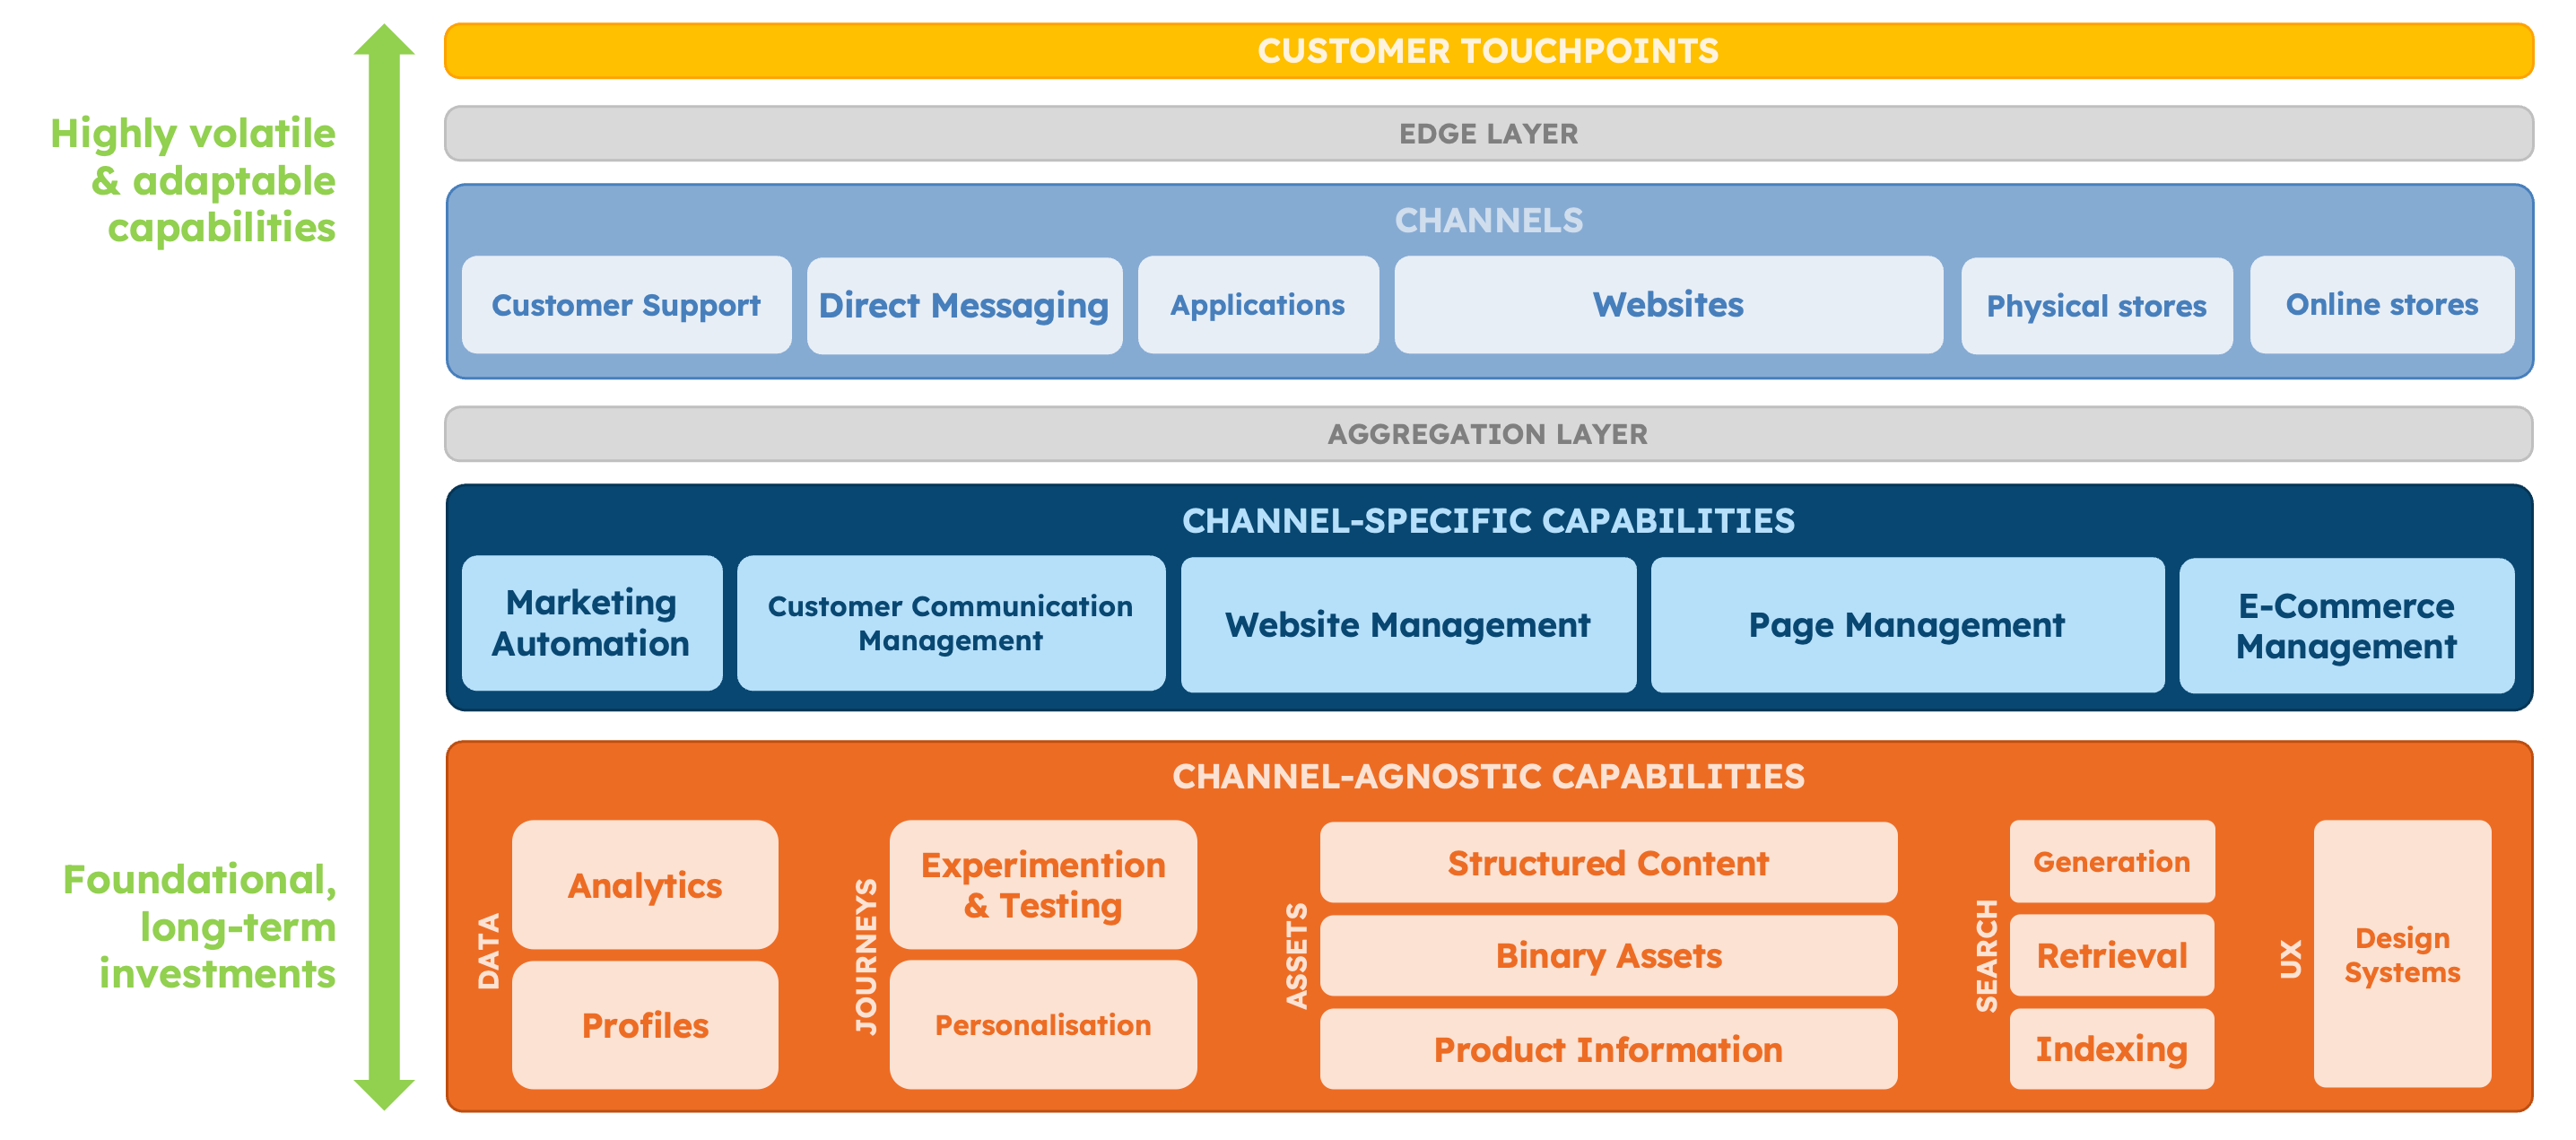 CUSTOMER TOUCHPOINTS
EDGE LAYER
Highly volatile
& adaptable
capabilities
CHANNELS
Customer Support
Direct Messaging
Applications
Websites
Physical stores
Online stores
AGGREGATION LAYER
CHANNEL-SPECIFIC CAPABILITIES
Marketing
Automation
Customer Communication
Management
Website Management
Page Management
E-Commerce
Management
Foundational,
long-term
investments
CHANNEL-AGNOSTIC CAPABILITIES
DATA
Analytics
Profiles
JOURNEYS
Experimention
& Testing
Personalisation
ASSETS
Structured Content
Binary Assets
Product Information
SEARCH
Generation
Retrieval
Indexing
UX
Design
Systems